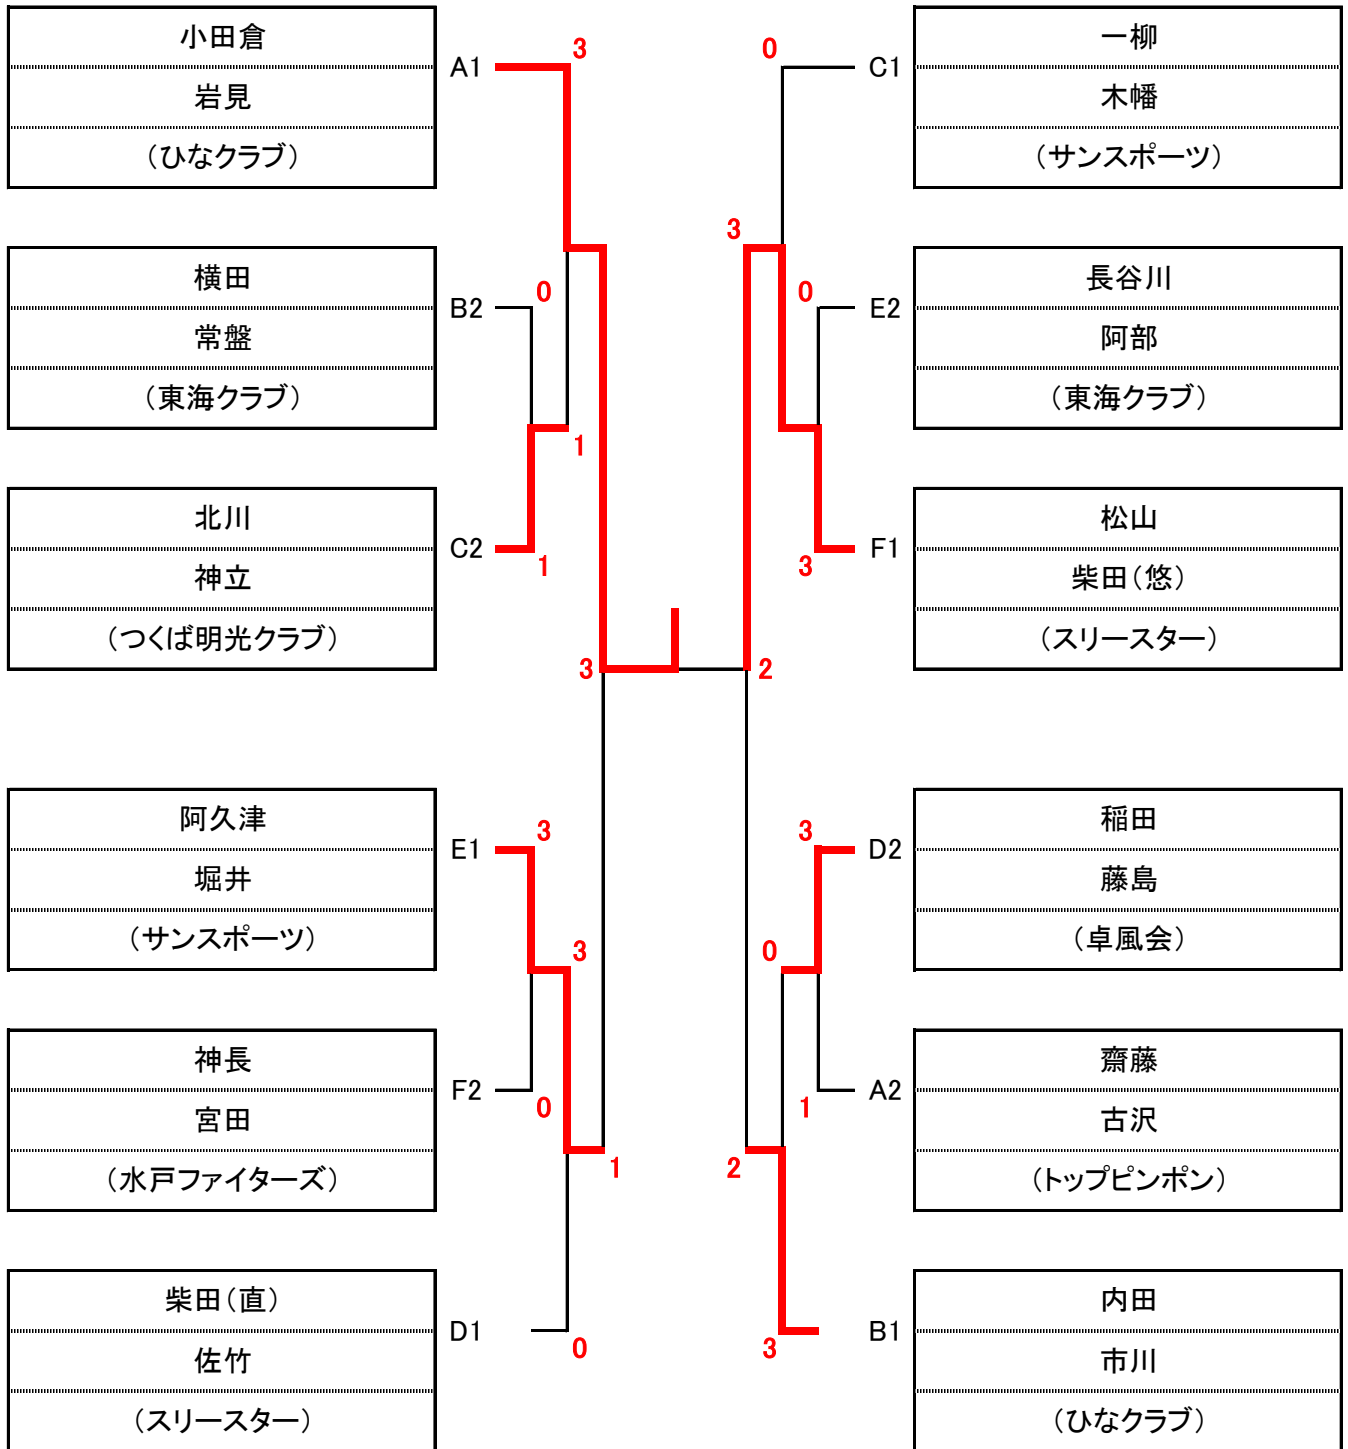 小田倉
岩見
（ひなクラブ）
A1
3
横田
常盤
（東海クラブ）
B2
0
1
北川
神立
（つくば明光クラブ）
C2
1
3
阿久津
堀井
（サンスポーツ）
E1
3
3
神長
宮田
（水戸ファイターズ）
F2
0
1
柴田（直）
佐竹
（スリースター）
D1
0
0
C1
一柳
木幡
（サンスポーツ）
3
0
E2
長谷川
阿部
（東海クラブ）
3
F1
松山
柴田（悠）
（スリースター）
2
3
D2
稲田
藤島
（卓風会）
0
1
A2
齋藤
古沢
（トップピンポン）
2
3
B1
内田
市川
（ひなクラブ）